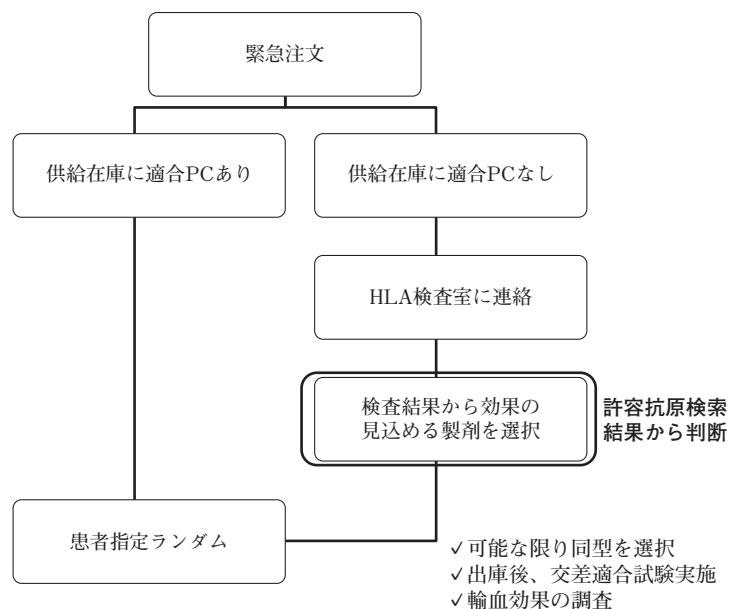 緊急注文
供給在庫に適合PCあり
供給在庫に適合PCなし
HLA検査室に連絡
検査結果から効果の
見込める製剤を選択
許容抗原検索
結果から判断
患者指定ランダム
✓可能な限り同型を選択
✓出庫後、交差適合試験実施
✓輸血効果の調査